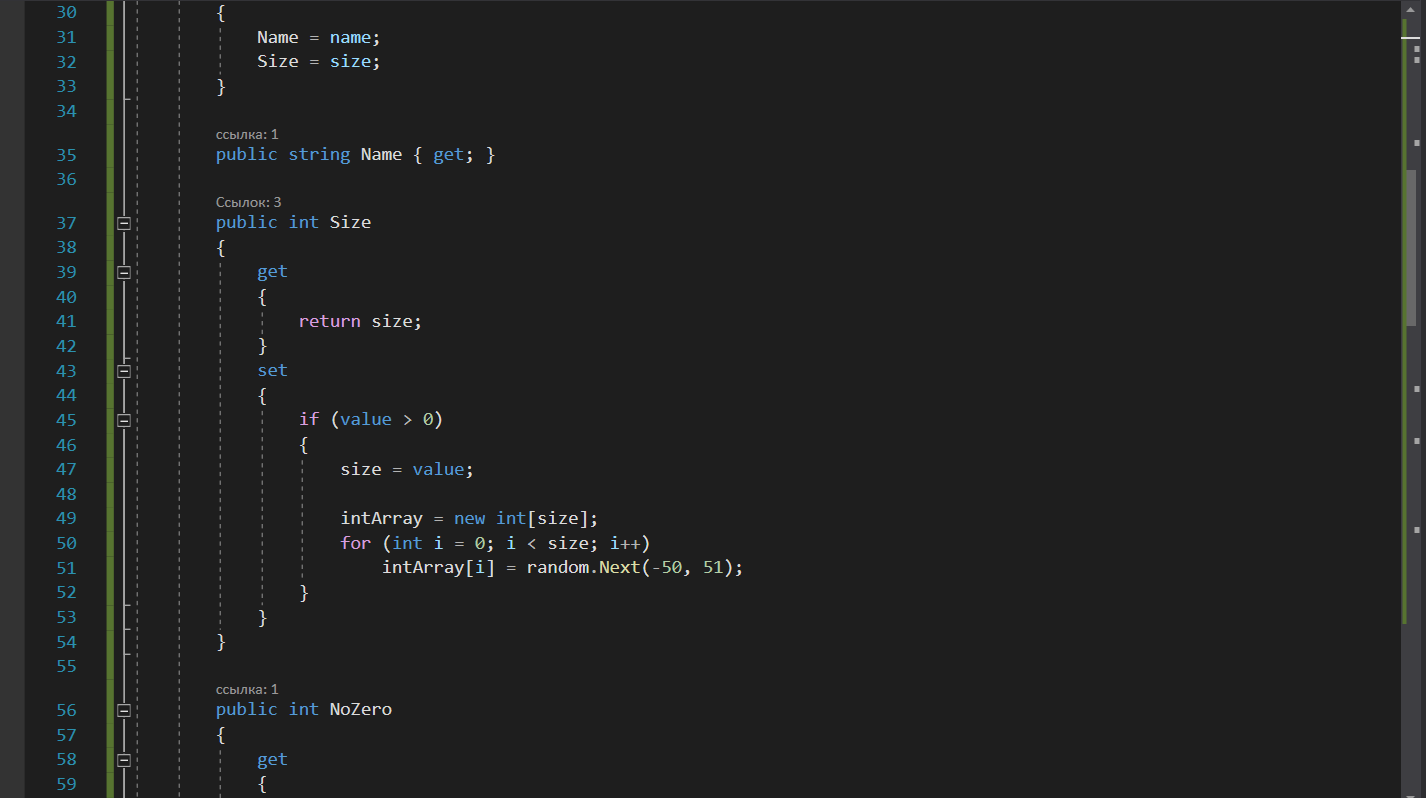 30 {
31 Name = name;
32 Size = size;
33 }
34
ссылка: 1
35 public string Name { get; }
36
Ссылок: 3
37 public int Size
38 {
39 get
40 {
41 return size;
42 }
43 set
44 {
45 if (value > 0)
46 {
47 size = value;
48
49 intArray = new int[size];
50 for (int i = 0; i < size; i++)
51 intArray[i] = random.Next(-50, 51);
52 }
53 }
54 }
55
ссылка: 1
56 public int NoZero
57 {
58 get
59 {